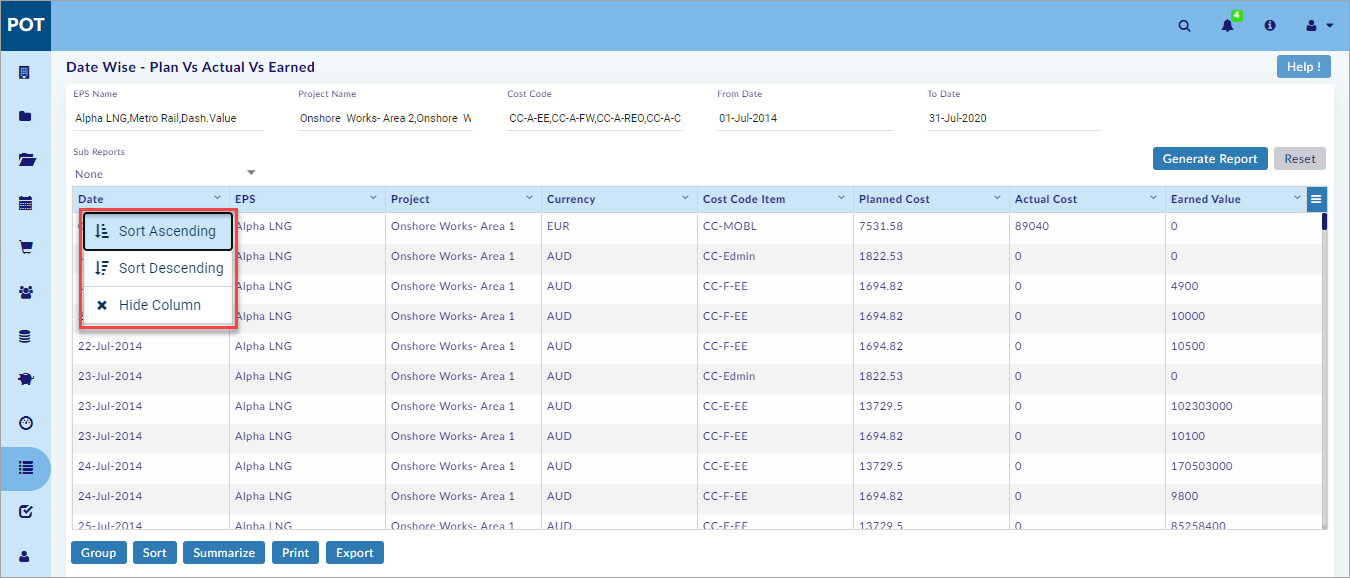 POT
4
Date Wise - Plan Vs Actual Vs Earned
Help !
EPS Name Project Name Cost Code From Date To Date
Alpha LNG,Metro Rail,Dash.Value Onshore Works- Area 2,Onshore W CC-A-EE,CC-A-FW,CC-A-REO,CC-A-C 01-Jul-2014 31-Jul-2020
Sub Reports
None
Generate Report Reset
Date EPS Project Currency Cost Code Item Planned Cost Actual Cost Earned Value
Alpha LNG Onshore Works- Area 1 EUR CC-MOBL 7531.58 89040 0
Alpha LNG Onshore Works- Area 1 AUD CC-Edmin 1822.53 0 0
Alpha LNG Onshore Works- Area 1 AUD CC-F-EE 1694.82 0 4900
Alpha LNG Onshore Works- Area 1 AUD CC-F-EE 1694.82 0 10000
Sort Ascending
Sort Descending
Hide Column
22-Jul-2014 Alpha LNG Onshore Works- Area 1 AUD CC-F-EE 1694.82 0 10500
23-Jul-2014 Alpha LNG Onshore Works- Area 1 AUD CC-Edmin 1822.53 0 0
23-Jul-2014 Alpha LNG Onshore Works- Area 1 AUD CC-E-EE 13729.5 0 102303000
23-Jul-2014 Alpha LNG Onshore Works- Area 1 AUD CC-F-EE 1694.82 0 10100
24-Jul-2014 Alpha LNG Onshore Works- Area 1 AUD CC-E-EE 13729.5 0 170503000
24-Jul-2014 Alpha LNG Onshore Works- Area 1 AUD CC-F-EE 1694.82 0 9800
25-Jul-2014 Alpha LNG Onshore Works- Area 1 AUD CC-E-EE 13729.5 0 85258400
Group Sort Summarize Print Export